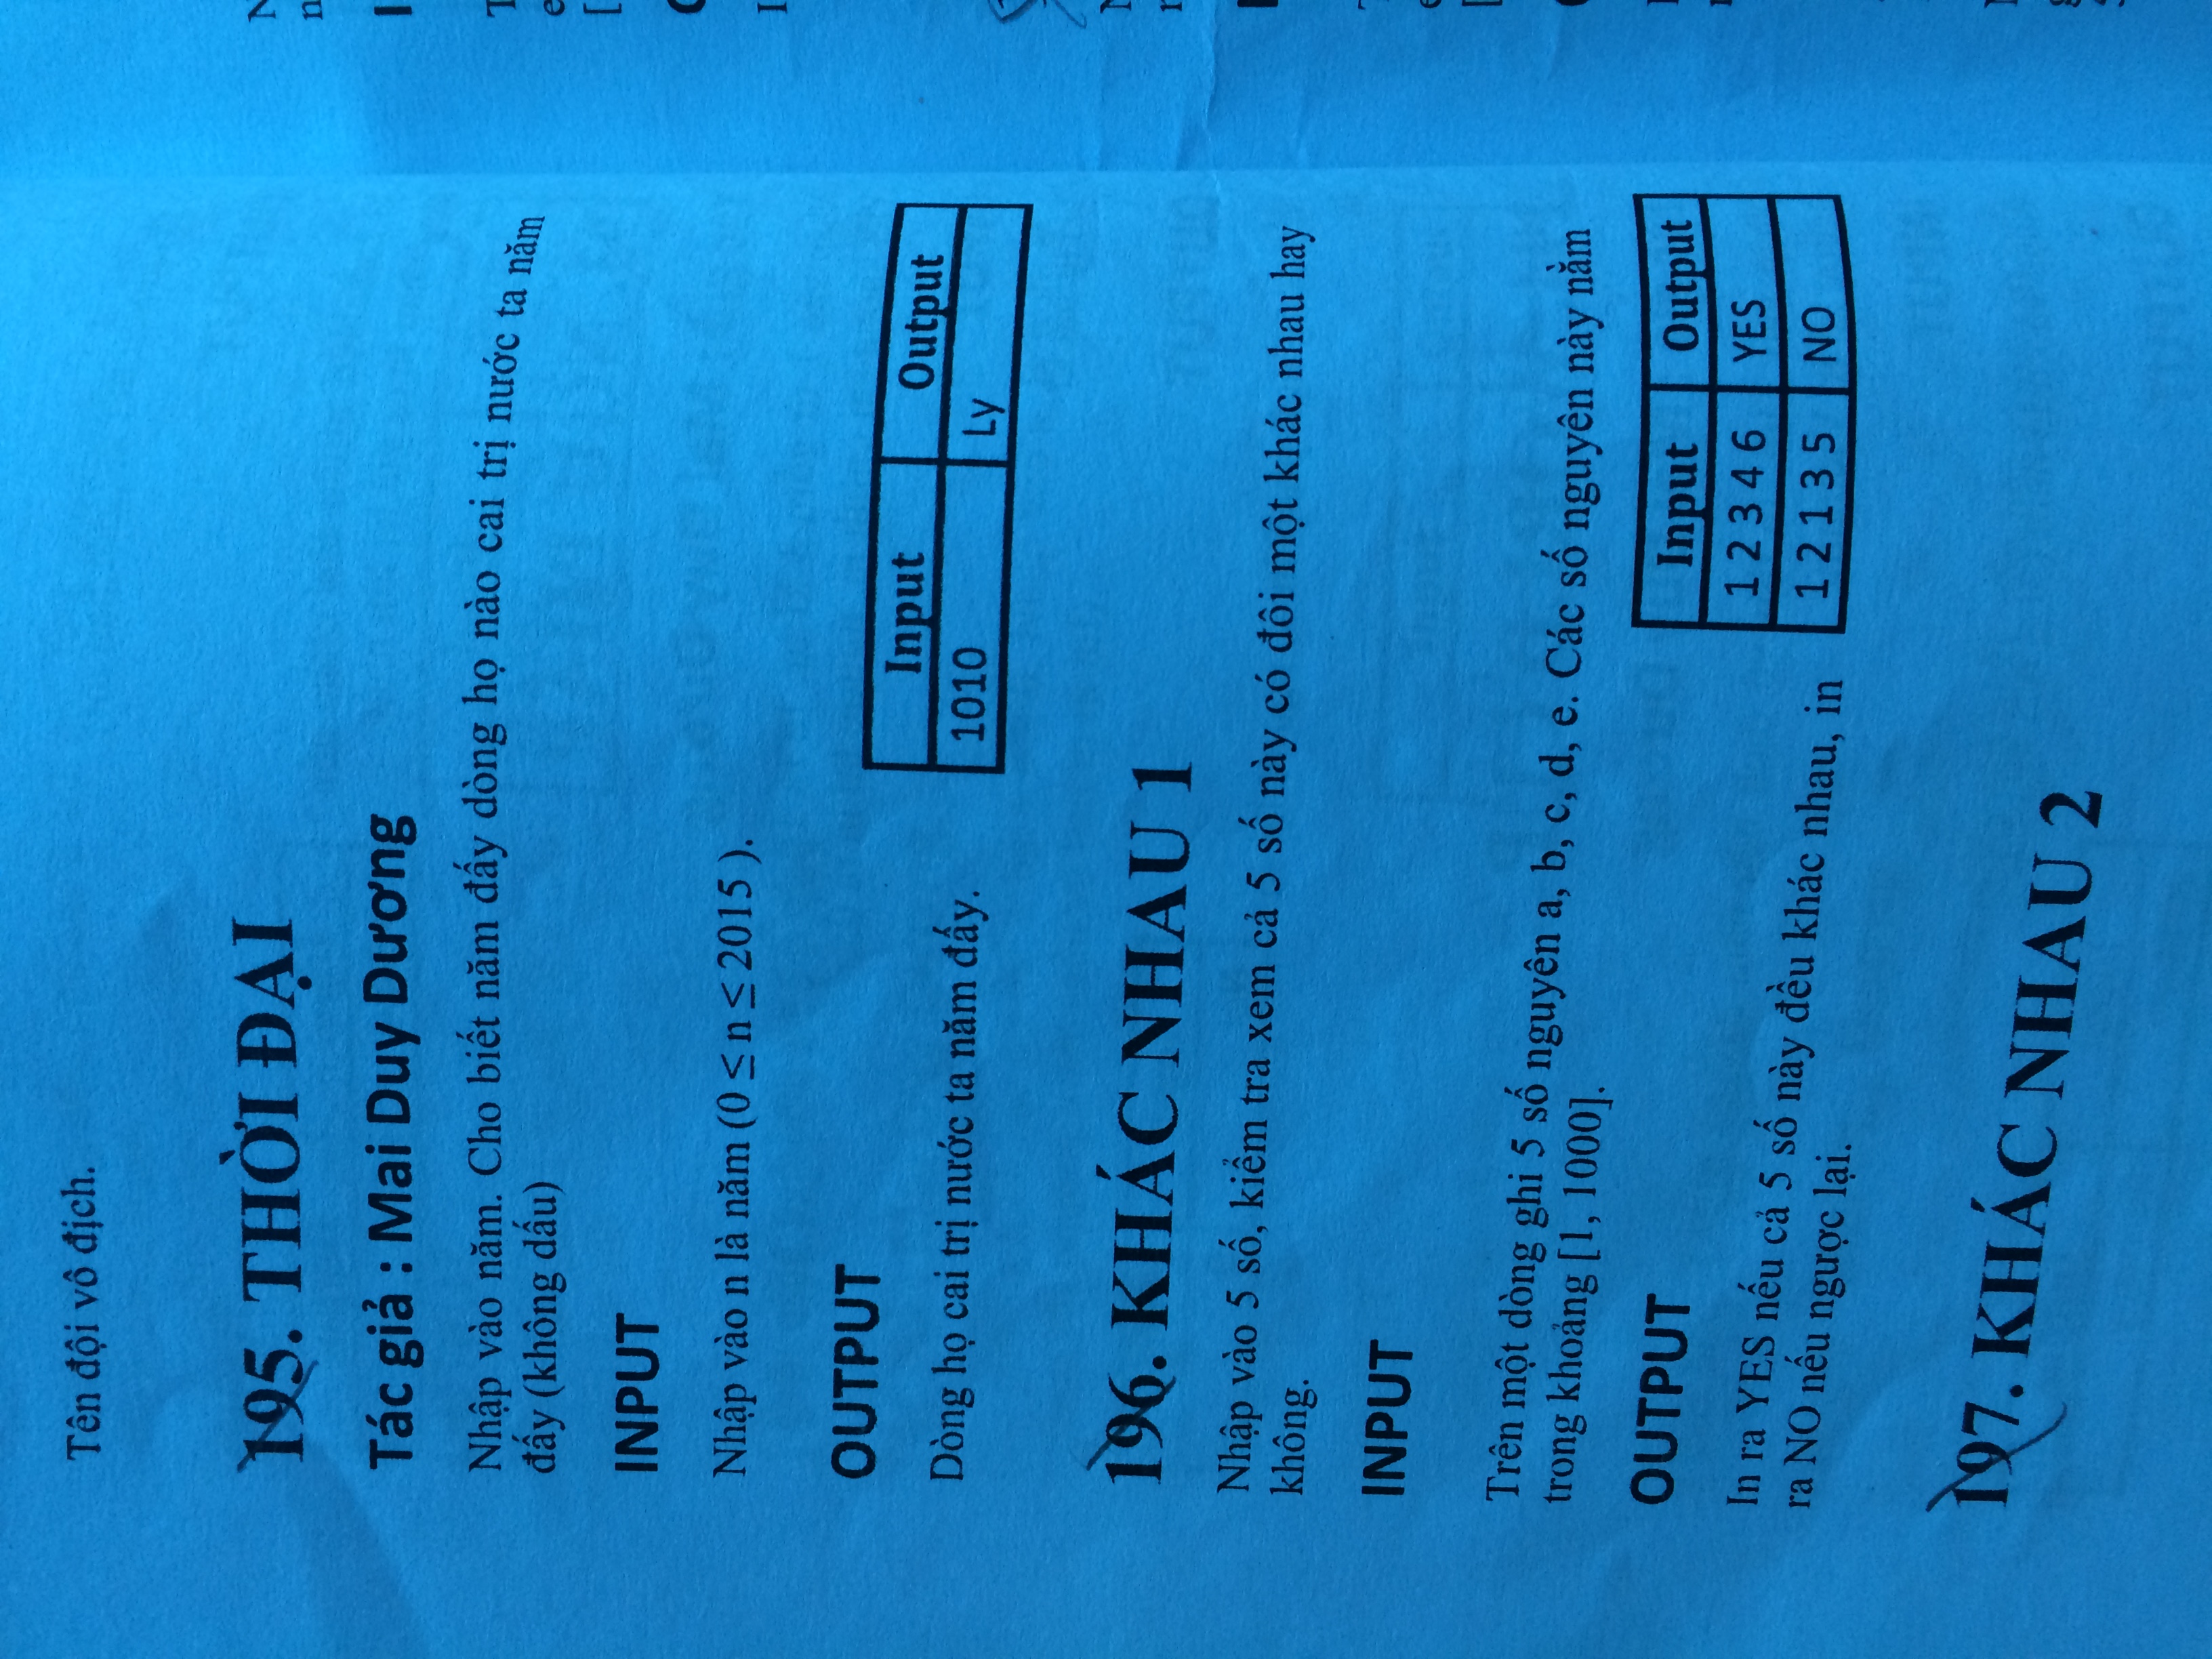 Tên đội vô địch.
195. THỜI ĐẠI
Tác giả : Mai Duy Dương
Nhập vào năm. Cho biết năm đấy dòng họ nào cai trị nước ta năm
đấy (không dấu)
INPUT
Nhập vào n là năm (0 ≤ n ≤ 2015 ).
OUTPUT
Dòng họ cai trị nước ta năm đấy.
Input Output
1010 Ly
196. KHÁC NHAU 1
Nhập vào 5 số, kiểm tra xem cả 5 số này có đôi một khác nhau hay
không.
INPUT
Trên một dòng ghi 5 số nguyên a, b, c, d, e. Các số nguyên này nằm
trong khoảng [1, 1000].
OUTPUT
In ra YES nếu cả 5 số này đều khác nhau, in
ra NO nếu ngược lại.
Input Output
1 2 3 4 6 YES
1 2 1 3 5 NO
197. KHÁC NHAU 2